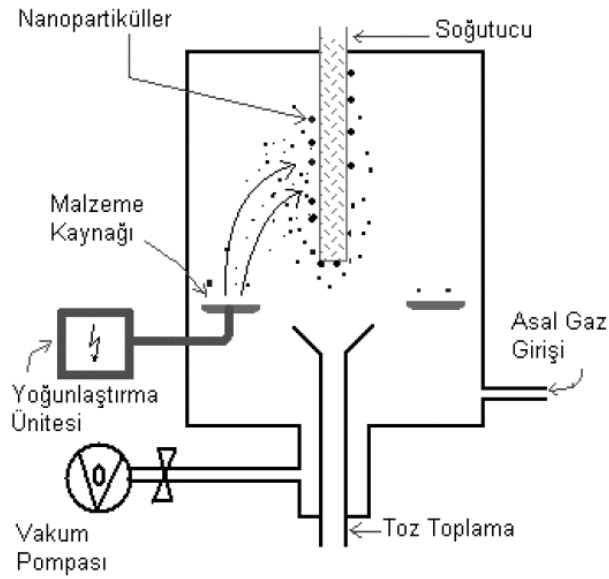 Nanopartiküller
Soğutucu
Malzeme
Kaynağı
Asal Gaz
Girişi
Yoğunlaştırma
Ünitesi
Vakum
Pompası
Toz Toplama